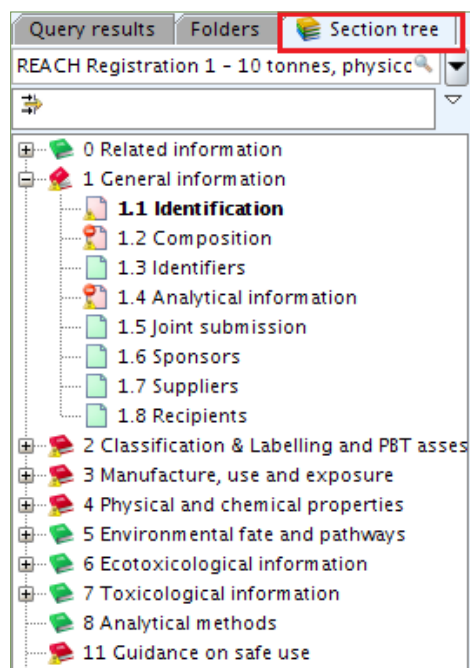 Query results Folders Section tree
REACH Registration 1 - 10 tonnes, physicc
0 Related information
1 General information
1.1 Identification
1.2 Composition
1.3 Identifiers
1.4 Analytical information
1.5 Joint submission
1.6 Sponsors
1.7 Suppliers
1.8 Recipients
2 Classification & Labelling and PBT asses
3 Manufacture, use and exposure
4 Physical and chemical properties
5 Environmental fate and pathways
6 Ecotoxicological information
7 Toxicological information
8 Analytical methods
11 Guidance on safe use